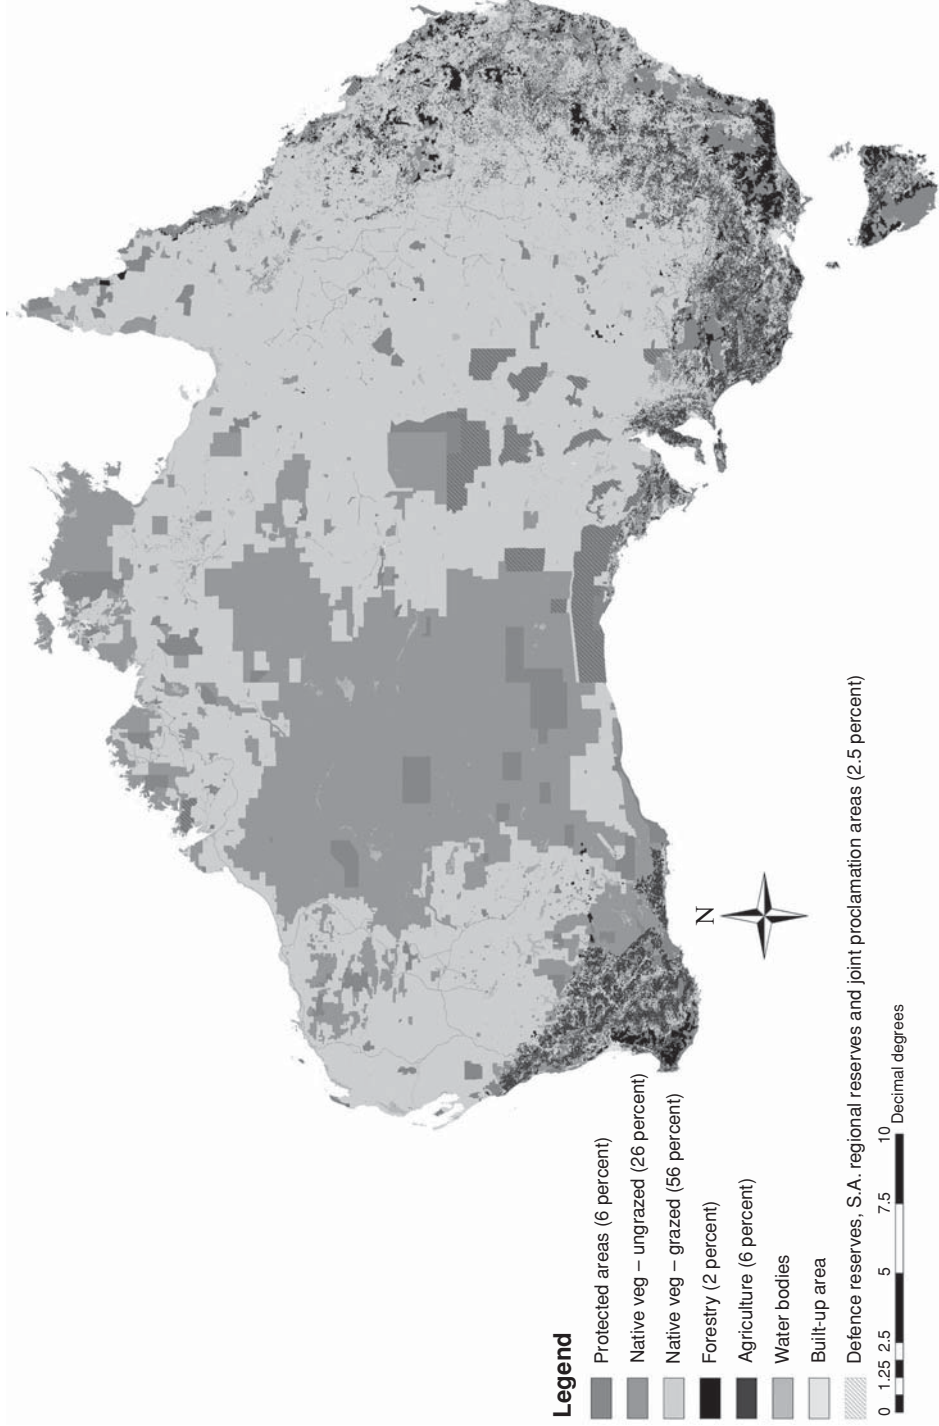 N
Legend
Protected areas (6 percent)
Native veg – ungrazed (26 percent)
Native veg – grazed (56 percent)
Forestry (2 percent)
Agriculture (6 percent)
Water bodies
Built-up area
Defence reserves, S.A. regional reserves and joint proclamation areas (2.5 percent)
0 1.25 2.5 5 7.5 10
Decimal degrees